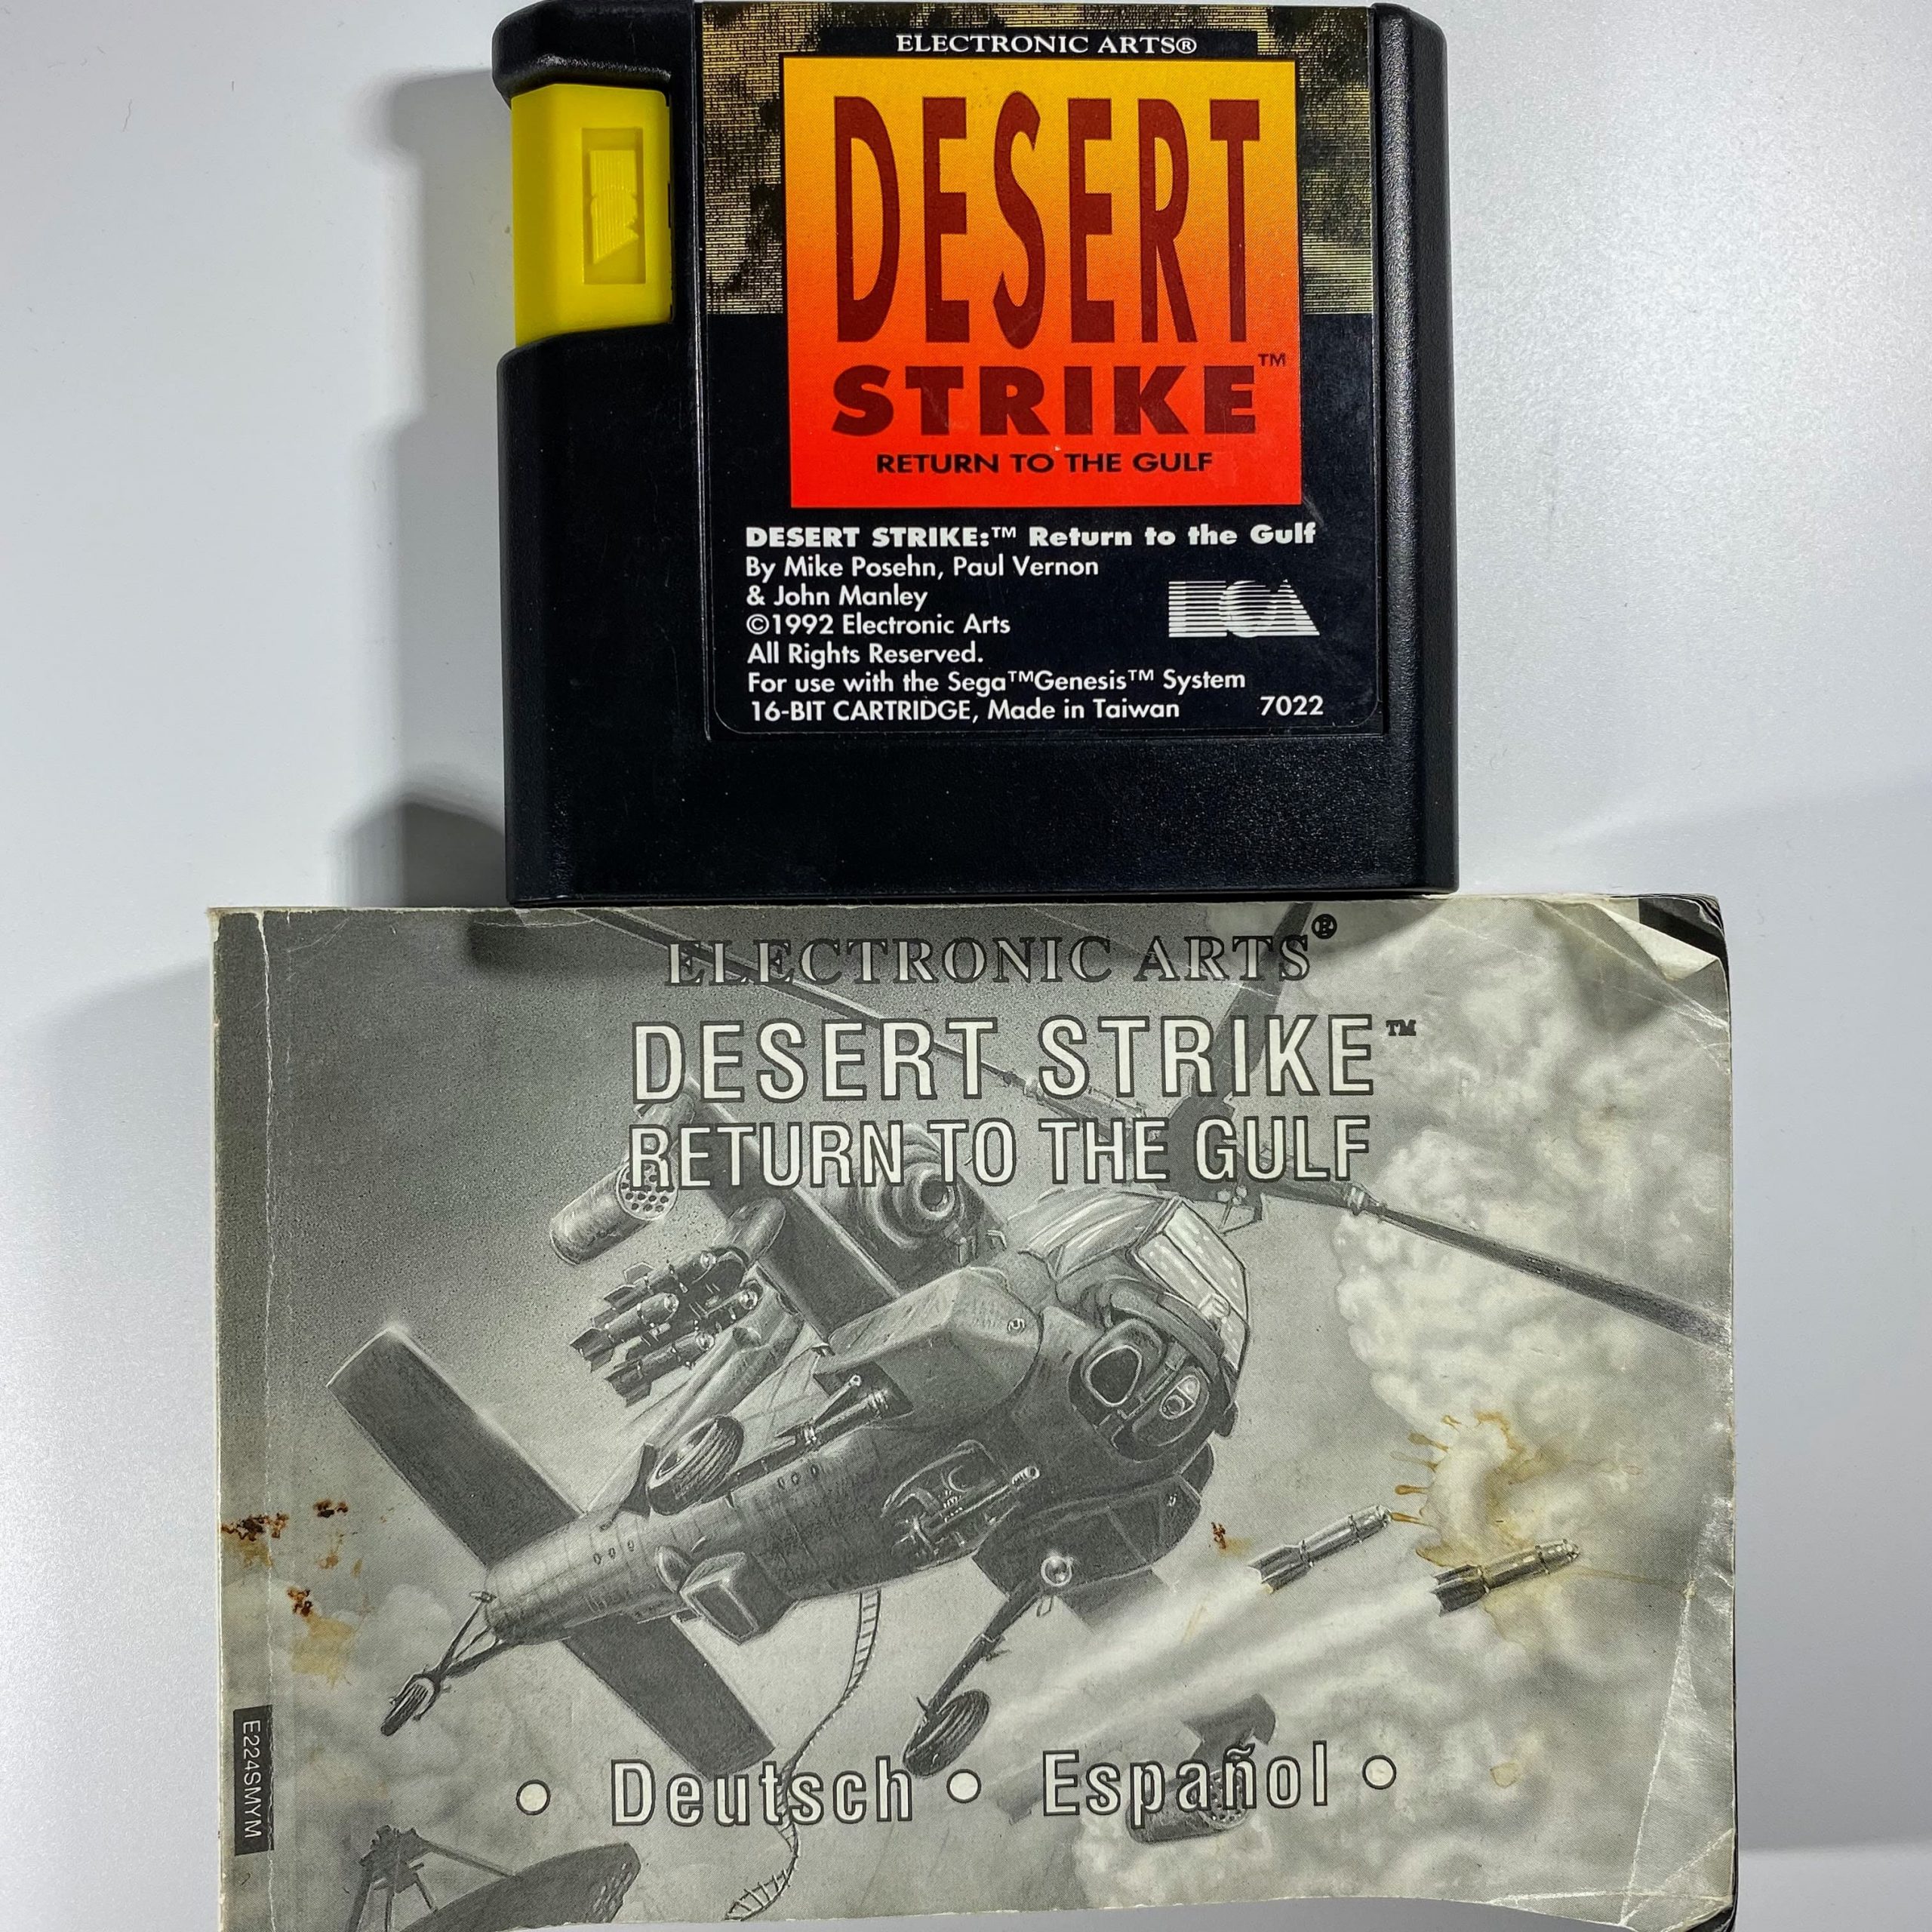 ELECTRONIC ARTS®
DESERT
STRIKE™
RETURN TO THE GULF
DESERT STRIKE:™ Return to the Gulf
By Mike Posehn, Paul Vernon
& John Manley
©1992 Electronic Arts
All Rights Reserved.
For use with the Sega™Genesis™ System
16-BIT CARTRIDGE, Made in Taiwan 7022
EA
ELECTRONIC ARTS®
DESERT STRIKE™
RETURN TO THE GULF
• Deutsch • Español •
E224SMYM